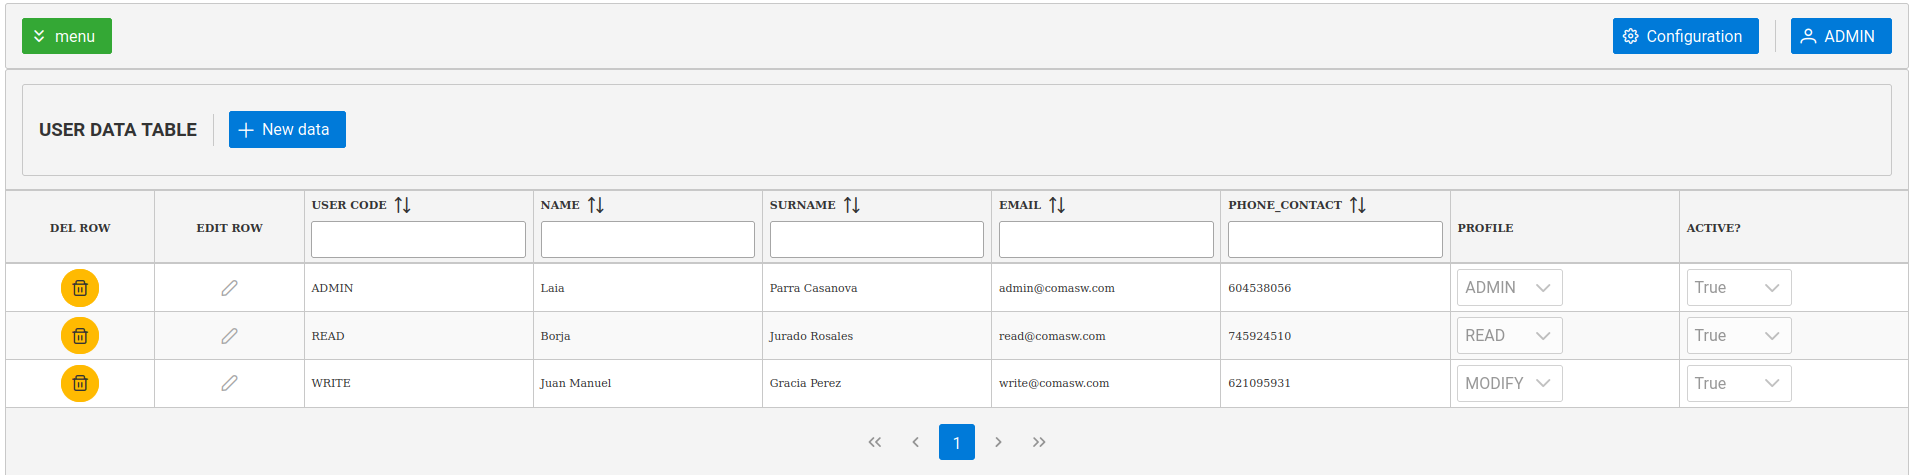 menu
Configuration
ADMIN
USER DATA TABLE
New data
DEL ROW
EDIT ROW
USER CODE
NAME
SURNAME
EMAIL
PHONE_CONTACT
PROFILE
ACTIVE?
ADMIN Laia Parra Casanova admin@comasw.com 604538056 ADMIN True
READ Borja Jurado Rosales read@comasw.com 745924510 READ True
WRITE Juan Manuel Gracia Perez write@comasw.com 621095931 MODIFY True
1